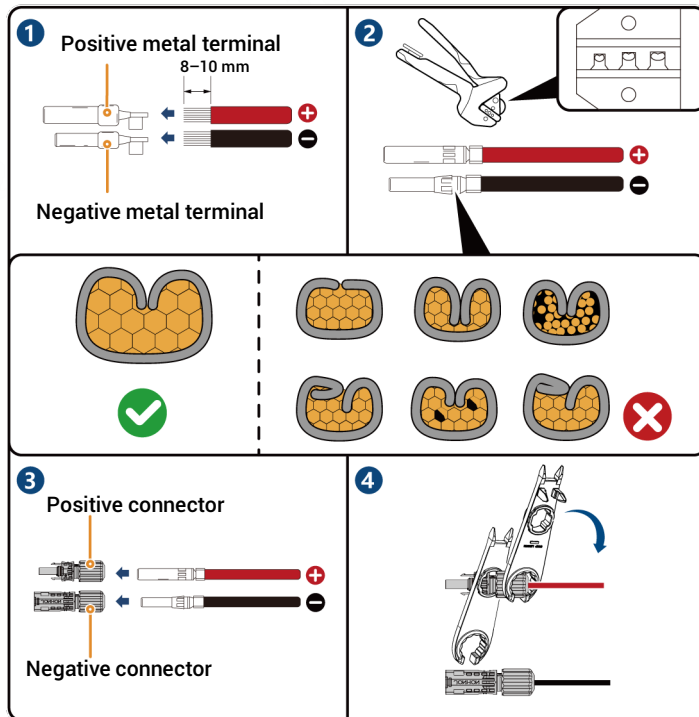 1
Positive metal terminal
8–10 mm
+
−
Negative metal terminal
2
+
−
3
Positive connector
+
−
Negative connector
4